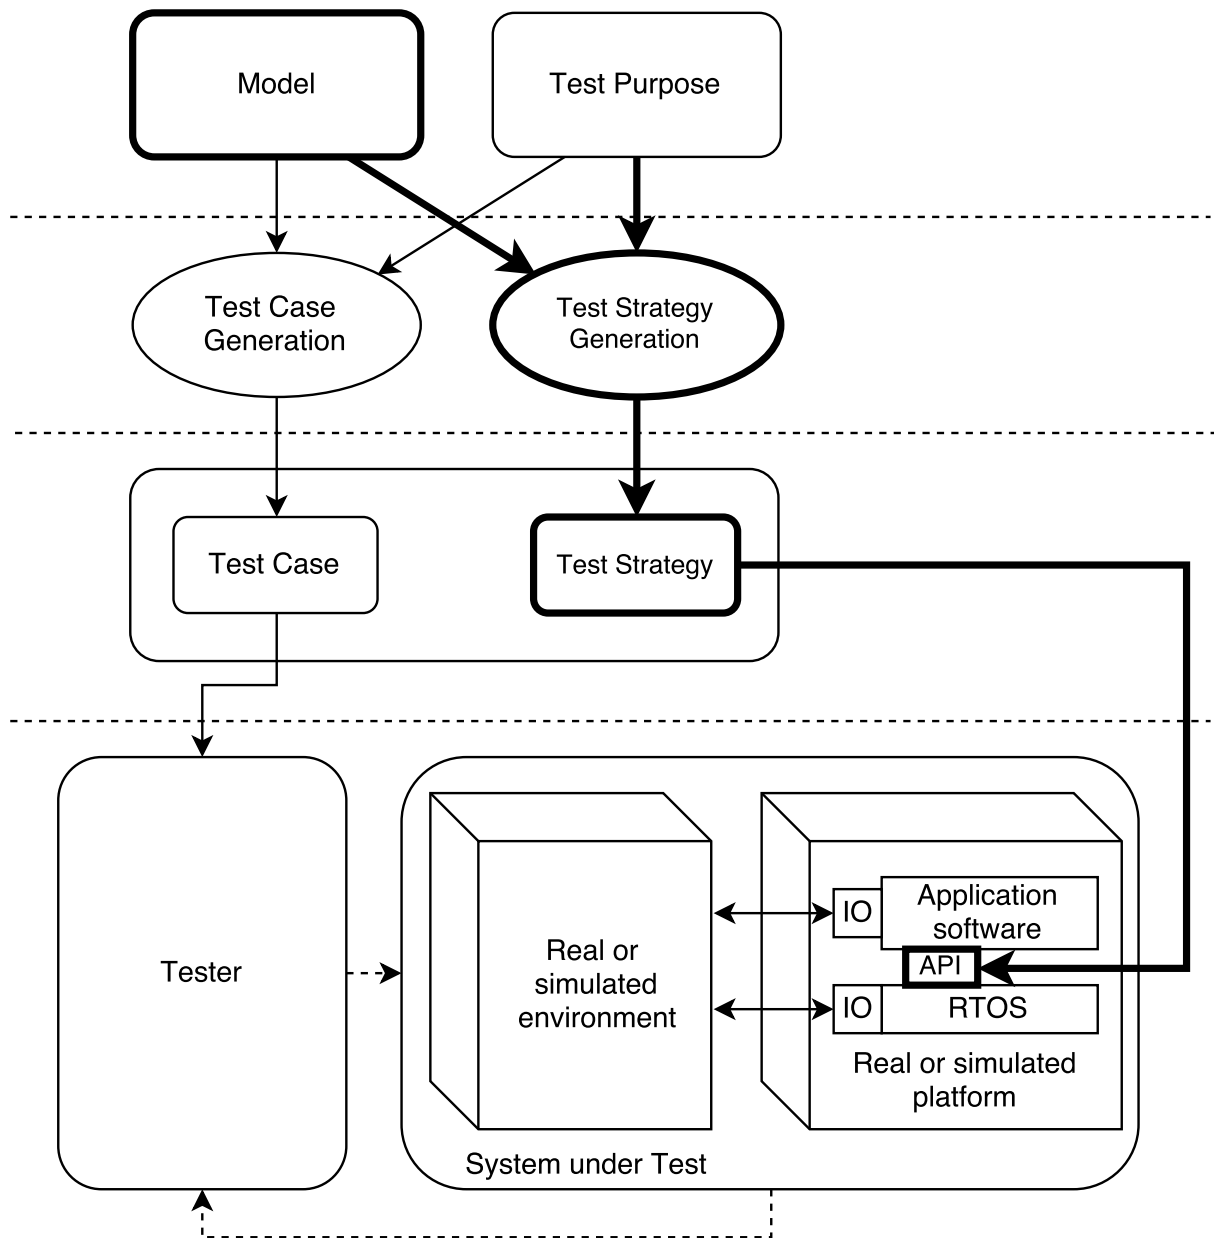 Model
Test Purpose
Test Case
Generation
Test Strategy
Generation
Test Case
Test Strategy
Tester
Real or
simulated
environment
IO
Application
software
API
IO
RTOS
Real or simulated
platform
System under Test